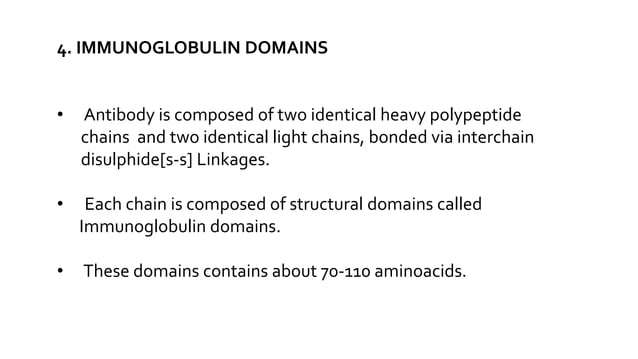 4. IMMUNOGLOBULIN DOMAINS
• Antibody is composed of two identical heavy polypeptide
chains and two identical light chains, bonded via interchain
disulphide[s-s] Linkages.
• Each chain is composed of structural domains called
Immunoglobulin domains.
• These domains contains about 70-110 aminoacids.